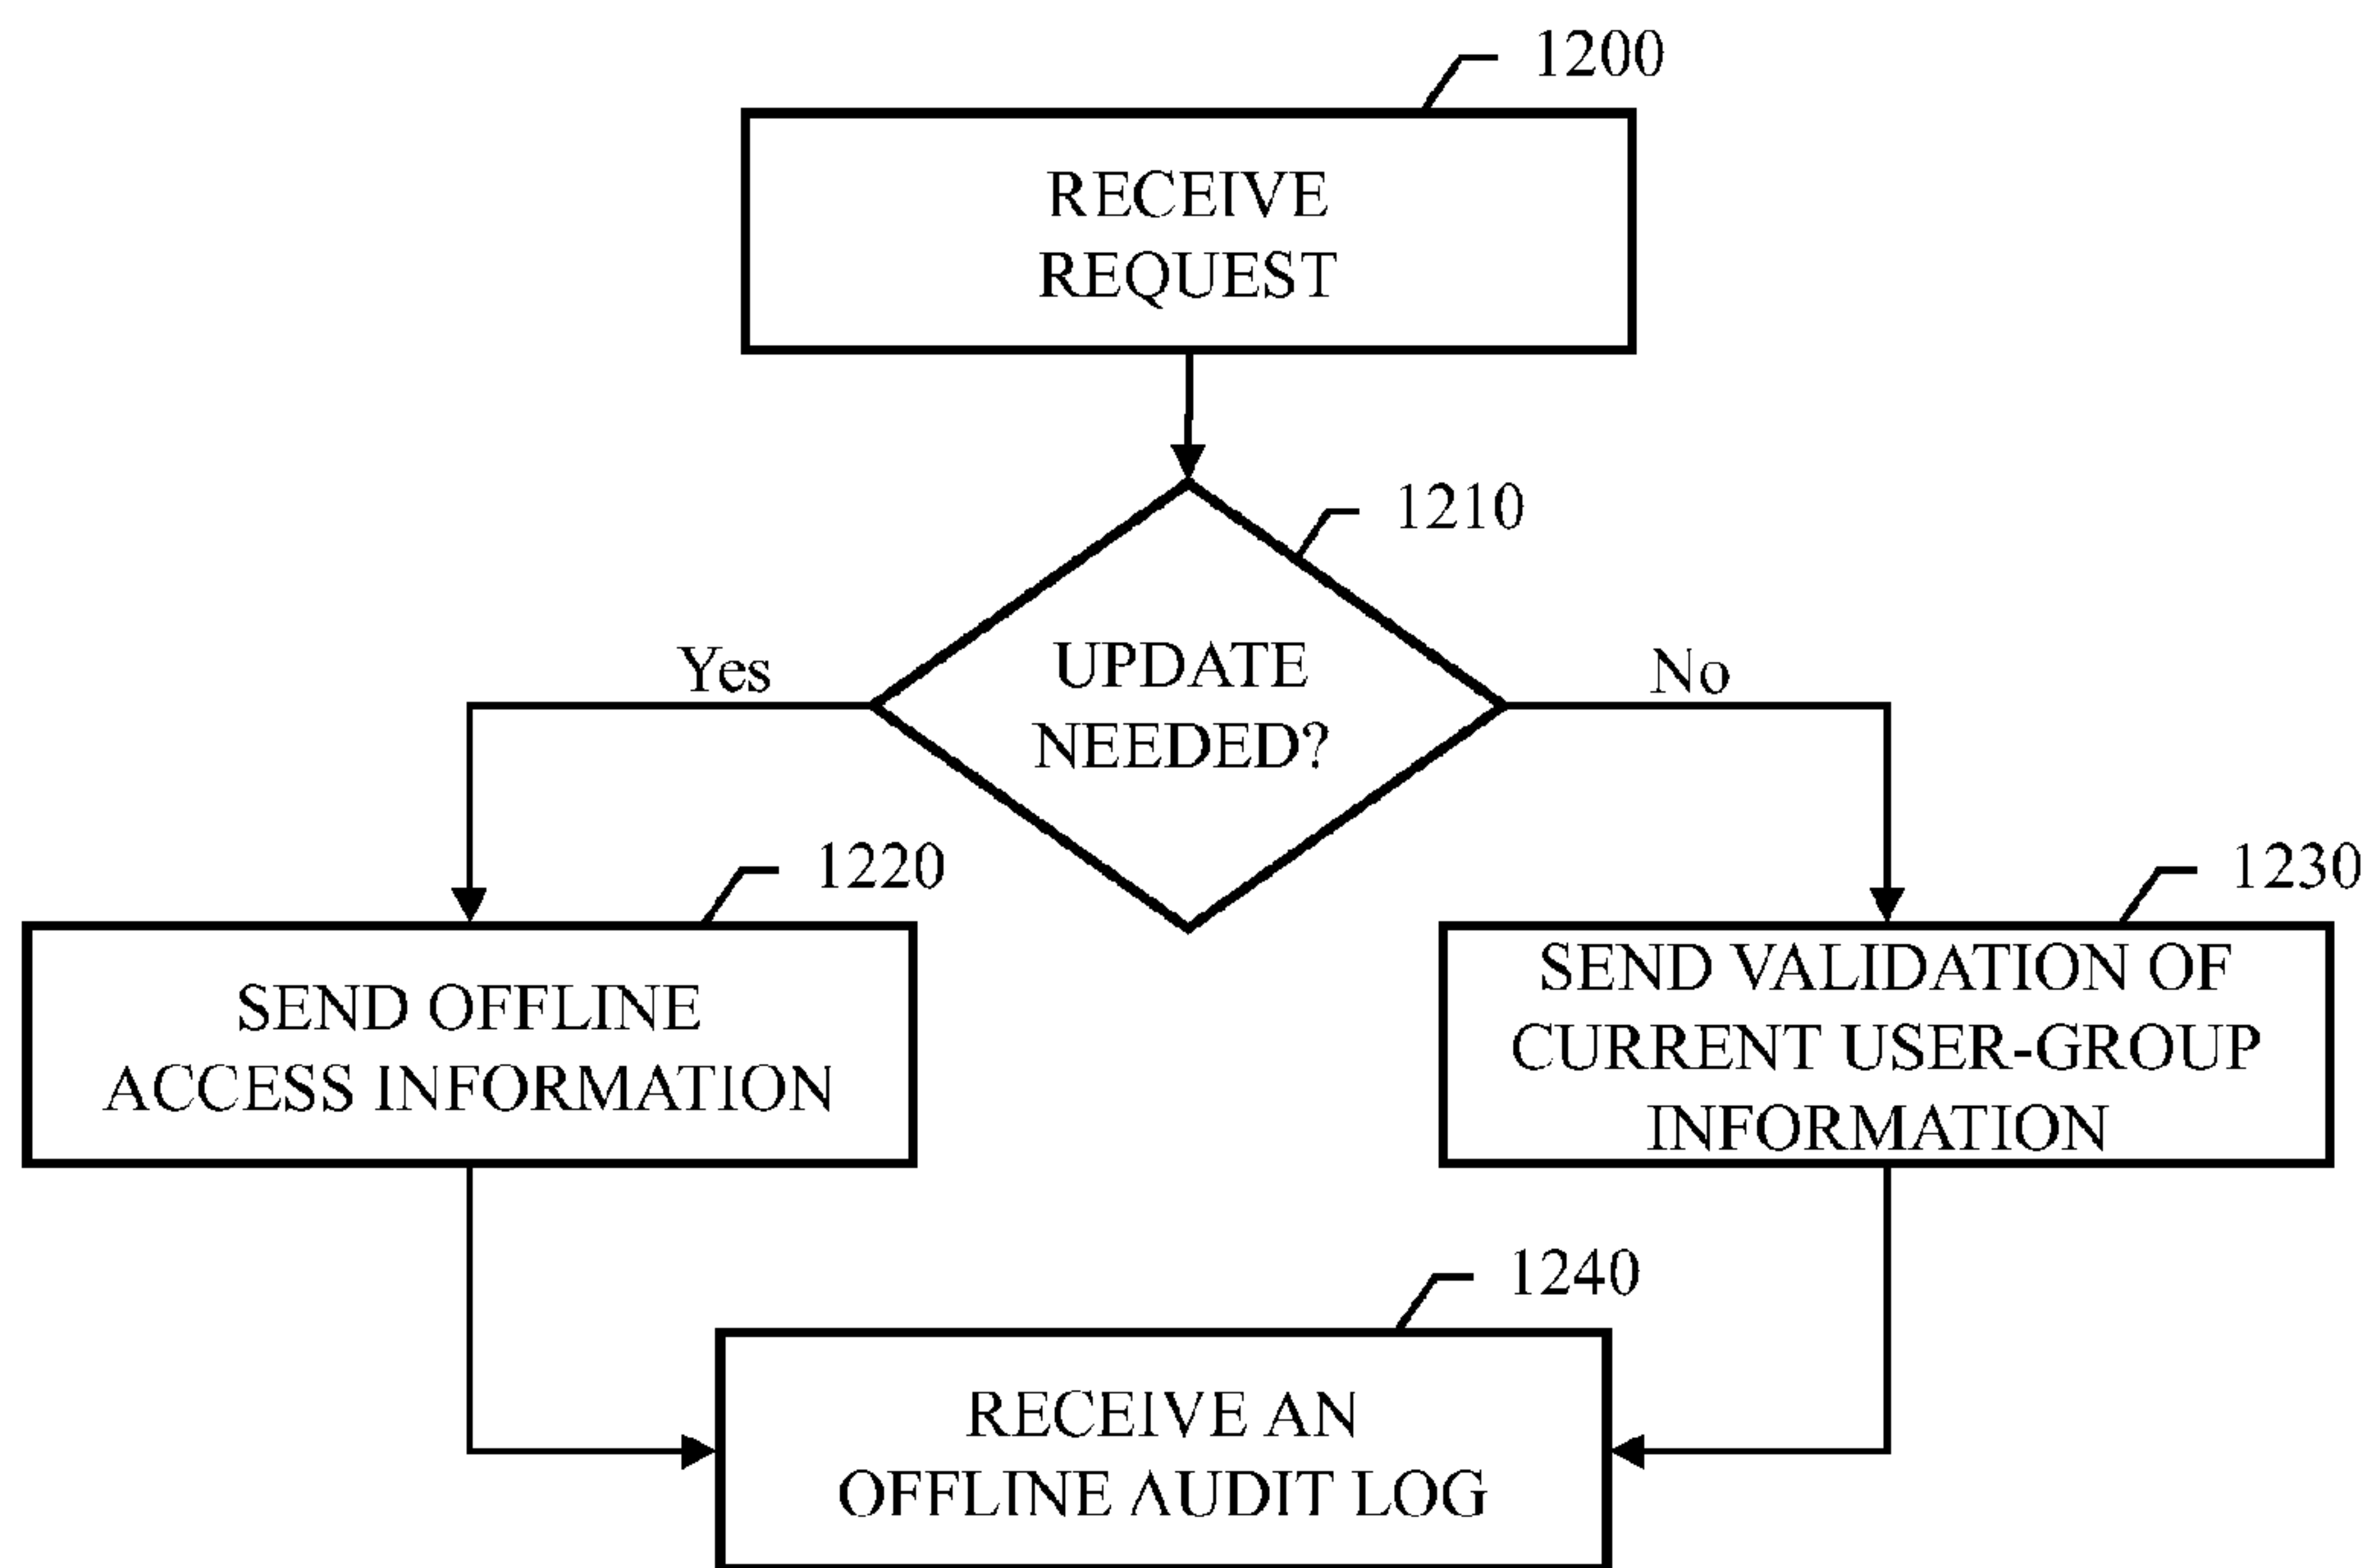 1200
RECEIVE
REQUEST
1210
UPDATE
NEEDED?
Yes
No
1220
SEND OFFLINE
ACCESS INFORMATION
1230
SEND VALIDATION OF
CURRENT USER-GROUP
INFORMATION
1240
RECEIVE AN
OFFLINE AUDIT LOG